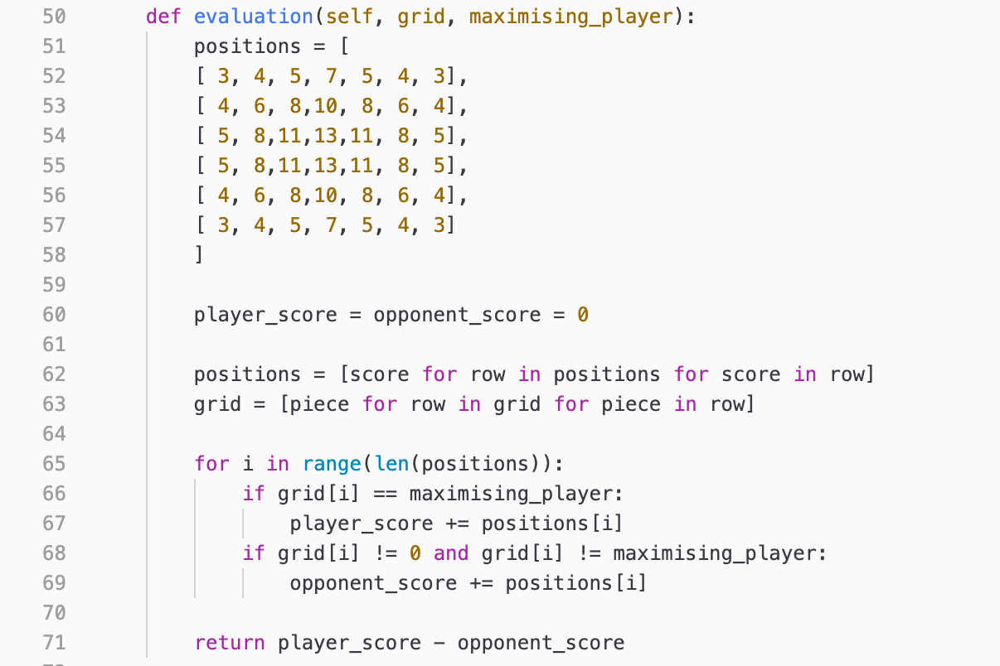 50 def evaluation(self, grid, maximising_player):
51 positions = [
52 [ 3, 4, 5, 7, 5, 4, 3],
53 [ 4, 6, 8,10, 8, 6, 4],
54 [ 5, 8,11,13,11, 8, 5],
55 [ 5, 8,11,13,11, 8, 5],
56 [ 4, 6, 8,10, 8, 6, 4],
57 [ 3, 4, 5, 7, 5, 4, 3]
58 ]
59
60 player_score = opponent_score = 0
61
62 positions = [score for row in positions for score in row]
63 grid = [piece for row in grid for piece in row]
64
65 for i in range(len(positions)):
66 if grid[i] == maximising_player:
67 player_score += positions[i]
68 if grid[i] != 0 and grid[i] != maximising_player:
69 opponent_score += positions[i]
70
71 return player_score - opponent_score